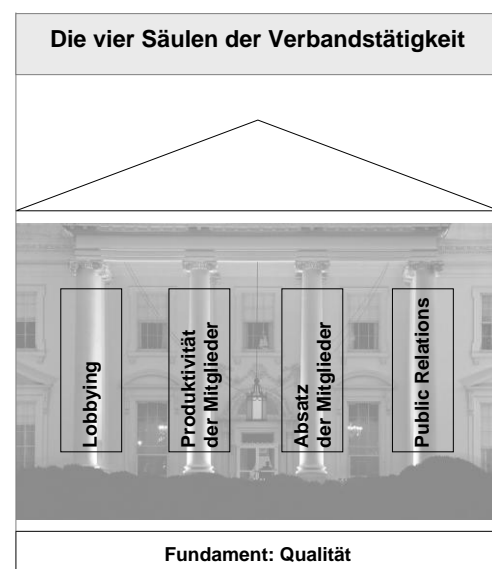 Die vier Säulen der Verbandstätigkeit
Lobbying
Produktivität
der Mitglieder
Absatz
der Mitglieder
Public Relations
Fundament: Qualität